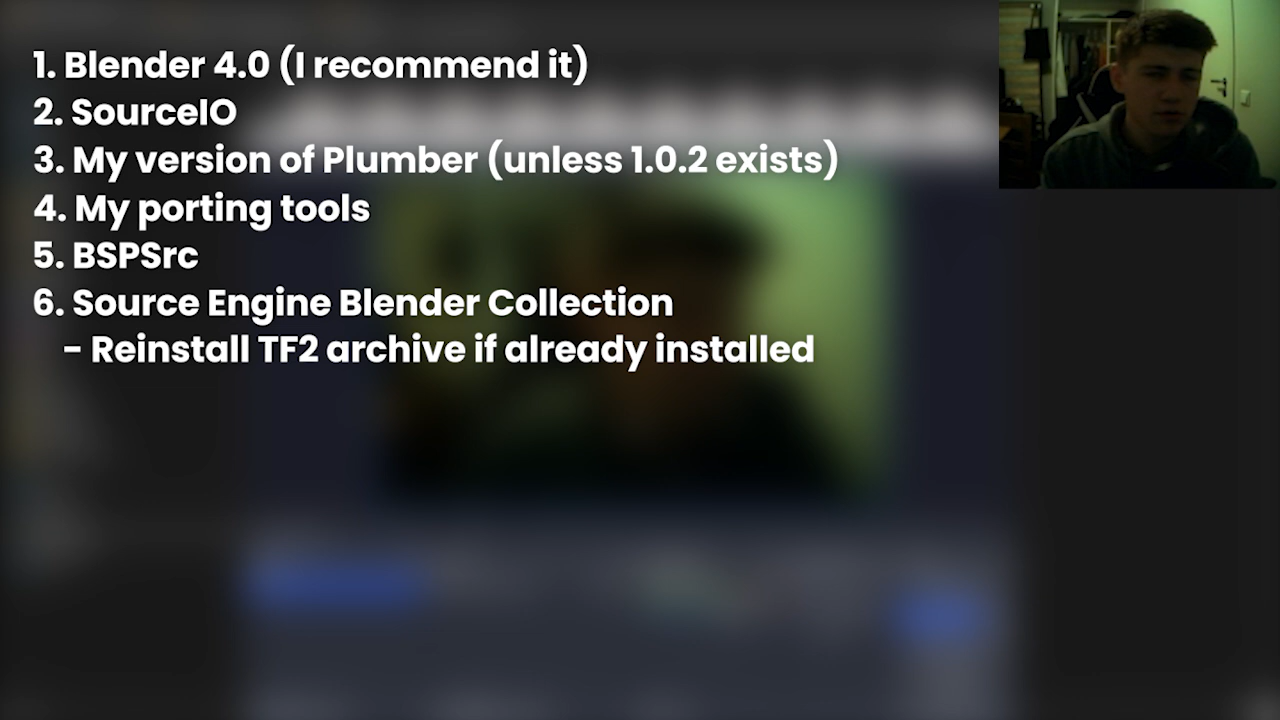 1. Blender 4.0 (I recommend it)
2. SourceIO
3. My version of Plumber (unless 1.0.2 exists)
4. My porting tools
5. BSPSrc
6. Source Engine Blender Collection
- Reinstall TF2 archive if already installed